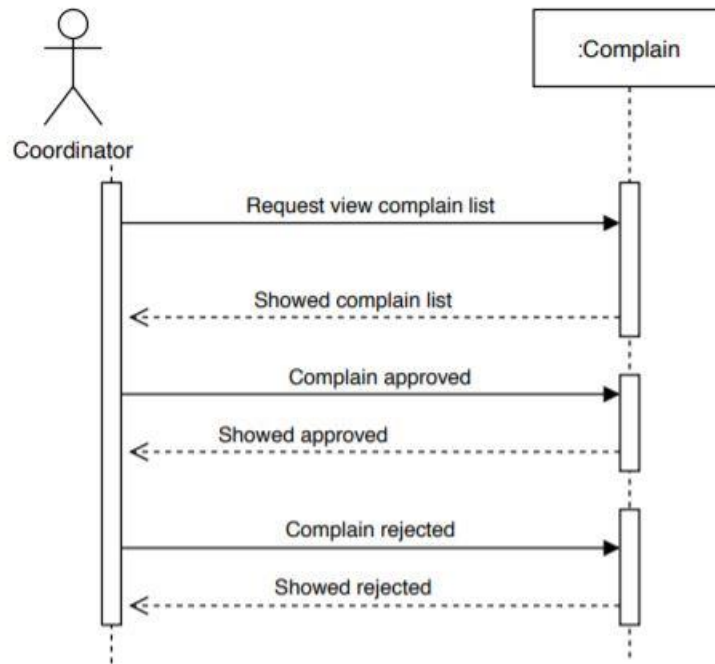 :Complain
Coordinator
Request view complain list
Showed complain list
Complain approved
Showed approved
Complain rejected
Showed rejected